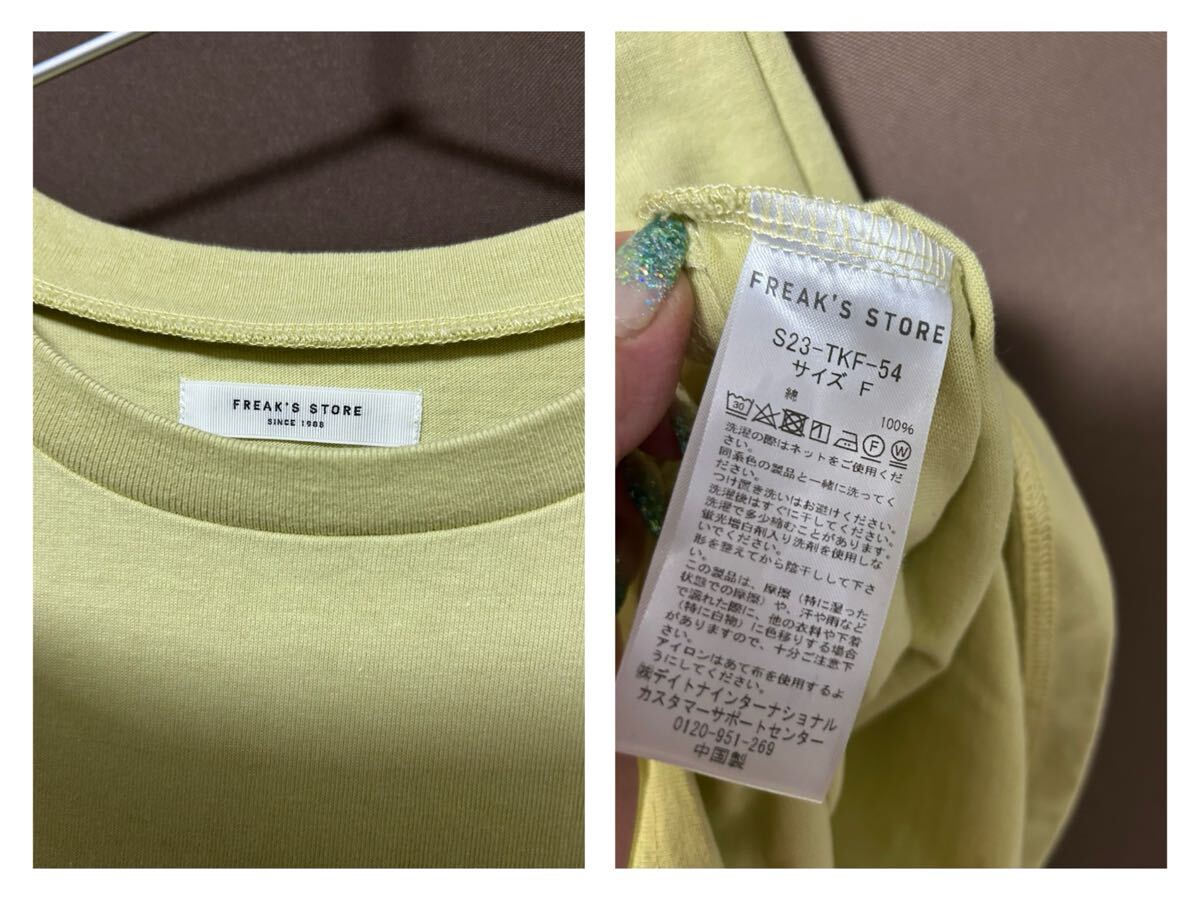 FREAK'S STORE
SINCE 1988
FREAK'S STORE
S23-TKF-54
サイズ F
綿 100%
30 F W
洗濯の際はネットをご使用くだ
さい。
同系色の製品と一緒に洗ってく
ださい。
つけ置き洗いはお避けください。
洗濯後はすぐに干してください。
洗濯で多少縮むことがあります。
蛍光増白剤入り洗剤を使用しな
いでください。
形を整えてから陰干しして下さ
い。
この製品は、摩擦(特に湿った
状態での摩擦)や、汗や雨など
で濡れた際に、他の衣料や下着
(特に白物)に色移りする場合
がありますので、十分ご注意下
さい。
アイロンはあて布を使用するよ
うにしてください。
㈱デイトナインターナショナル
カスタマーサポートセンター
0120-951-269
中国製